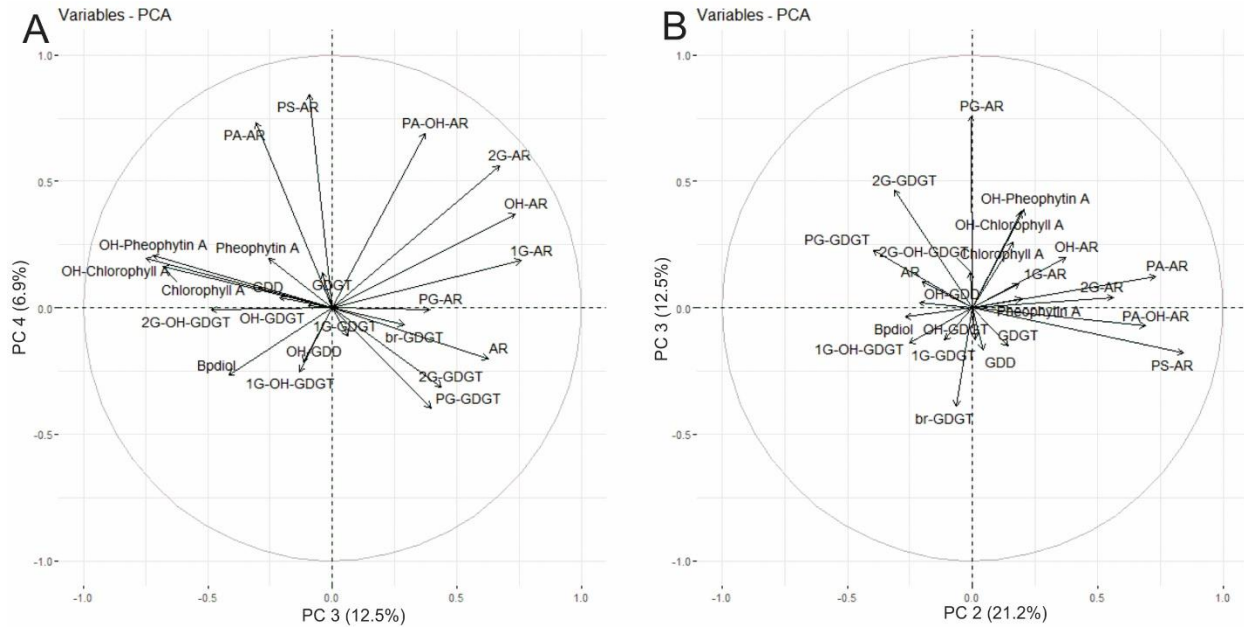 A
Variables - PCA
1.0
0.5
0.0
-0.5
-1.0
PC 4 (6.9%)
PS-AR
PA-AR
PA-OH-AR
2G-AR
OH-AR
OH-Pheophytin A
Pheophytin A
1G-AR
OH-Chlorophyll A
Chlorophyll A
GDD
GDGT
PG-AR
2G-OH-GDGT
OH-GDGT
1G-GDGT
br-GDGT
Bpdiol
OH-GDD
AR
1G-OH-GDGT
2G-GDGT
PG-GDGT
-1.0
-0.5
0.0
0.5
1.0
PC 3 (12.5%)
B
Variables - PCA
1.0
0.5
0.0
-0.5
-1.0
PC 3 (12.5%)
PG-AR
2G-GDGT
OH-Pheophytin A
OH-Chlorophyll A
PG-GDGT
2G-OH-GDGT
Chlorophyll A
OH-AR
AR
1G-AR
PA-AR
OH-GDD
2G-AR
Pheophytin A
PA-OH-AR
Bpdiol
OH-GDGT
GDGT
1G-OH-GDGT
1G-GDGT
GDD
PS-AR
br-GDGT
-1.0
-0.5
0.0
0.5
1.0
PC 2 (21.2%)